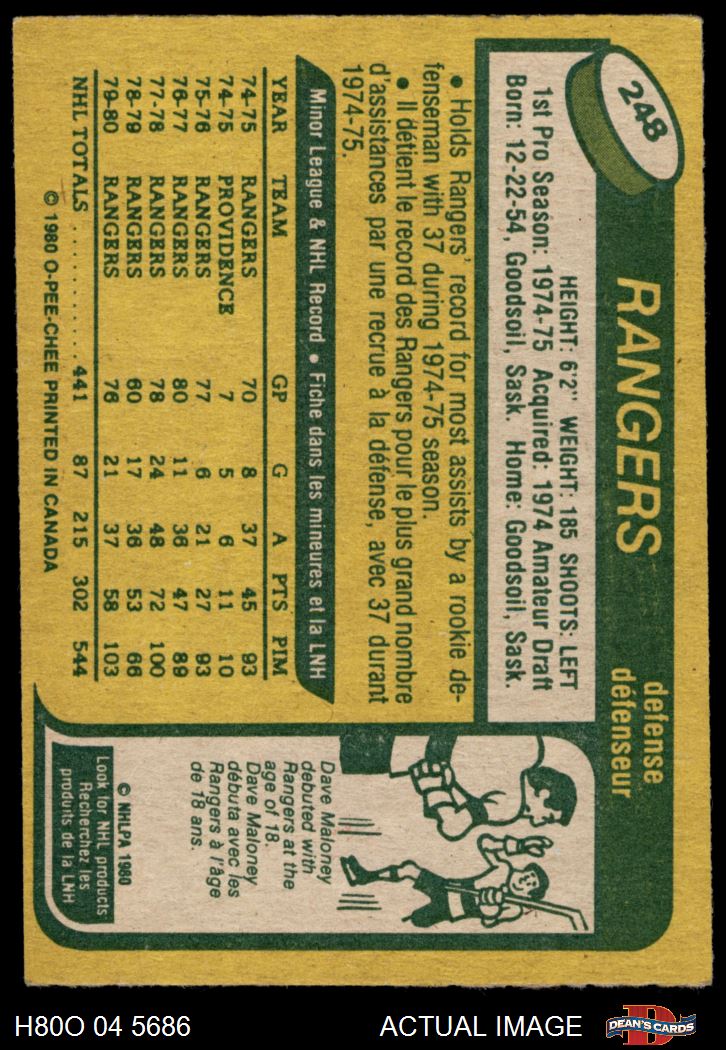 248
RANGERS
defense
défenseur
HEIGHT: 6'2" WEIGHT: 185 SHOOTS: LEFT
1st Pro Season: 1974-75 Acquired: 1974 Amateur Draft
Born: 12-22-54, Goodsoil, Sask. Home: Goodsoil, Sask.
• Holds Rangers' record for most assists by a rookie de-
fenseman with 37 during 1974-75 season.
• Il détient le record des Rangers pour le plus grand nombre
d'assistances par une recrue à la défense, avec 37 durant
1974-75.
Minor League & NHL Record • Fiche dans les mineures et la LNH
YEAR TEAM GP G A PTS PIM
74-75 RANGERS 70 8 37 45 93
74-75 PROVIDENCE 7 5 6 11 10
75-76 RANGERS 77 6 21 27 93
76-77 RANGERS 80 11 36 47 89
77-78 RANGERS 78 24 48 72 100
78-79 RANGERS 60 17 36 53 66
79-80 RANGERS 76 21 37 58 103
NHL TOTALS .......... 441 87 215 302 544
© 1980 O-PEE-CHEE PRINTED IN CANADA
Dave Maloney
debuted with
Rangers at the
age of 18.
Dave Maloney
débuta avec les
Rangers à l'âge
de 18 ans.
© NHLPA 1980
Look for NHL products
Recherchez les
produits de la LNH
H80O 04 5686
ACTUAL IMAGE
D
DEAN'S CARDS